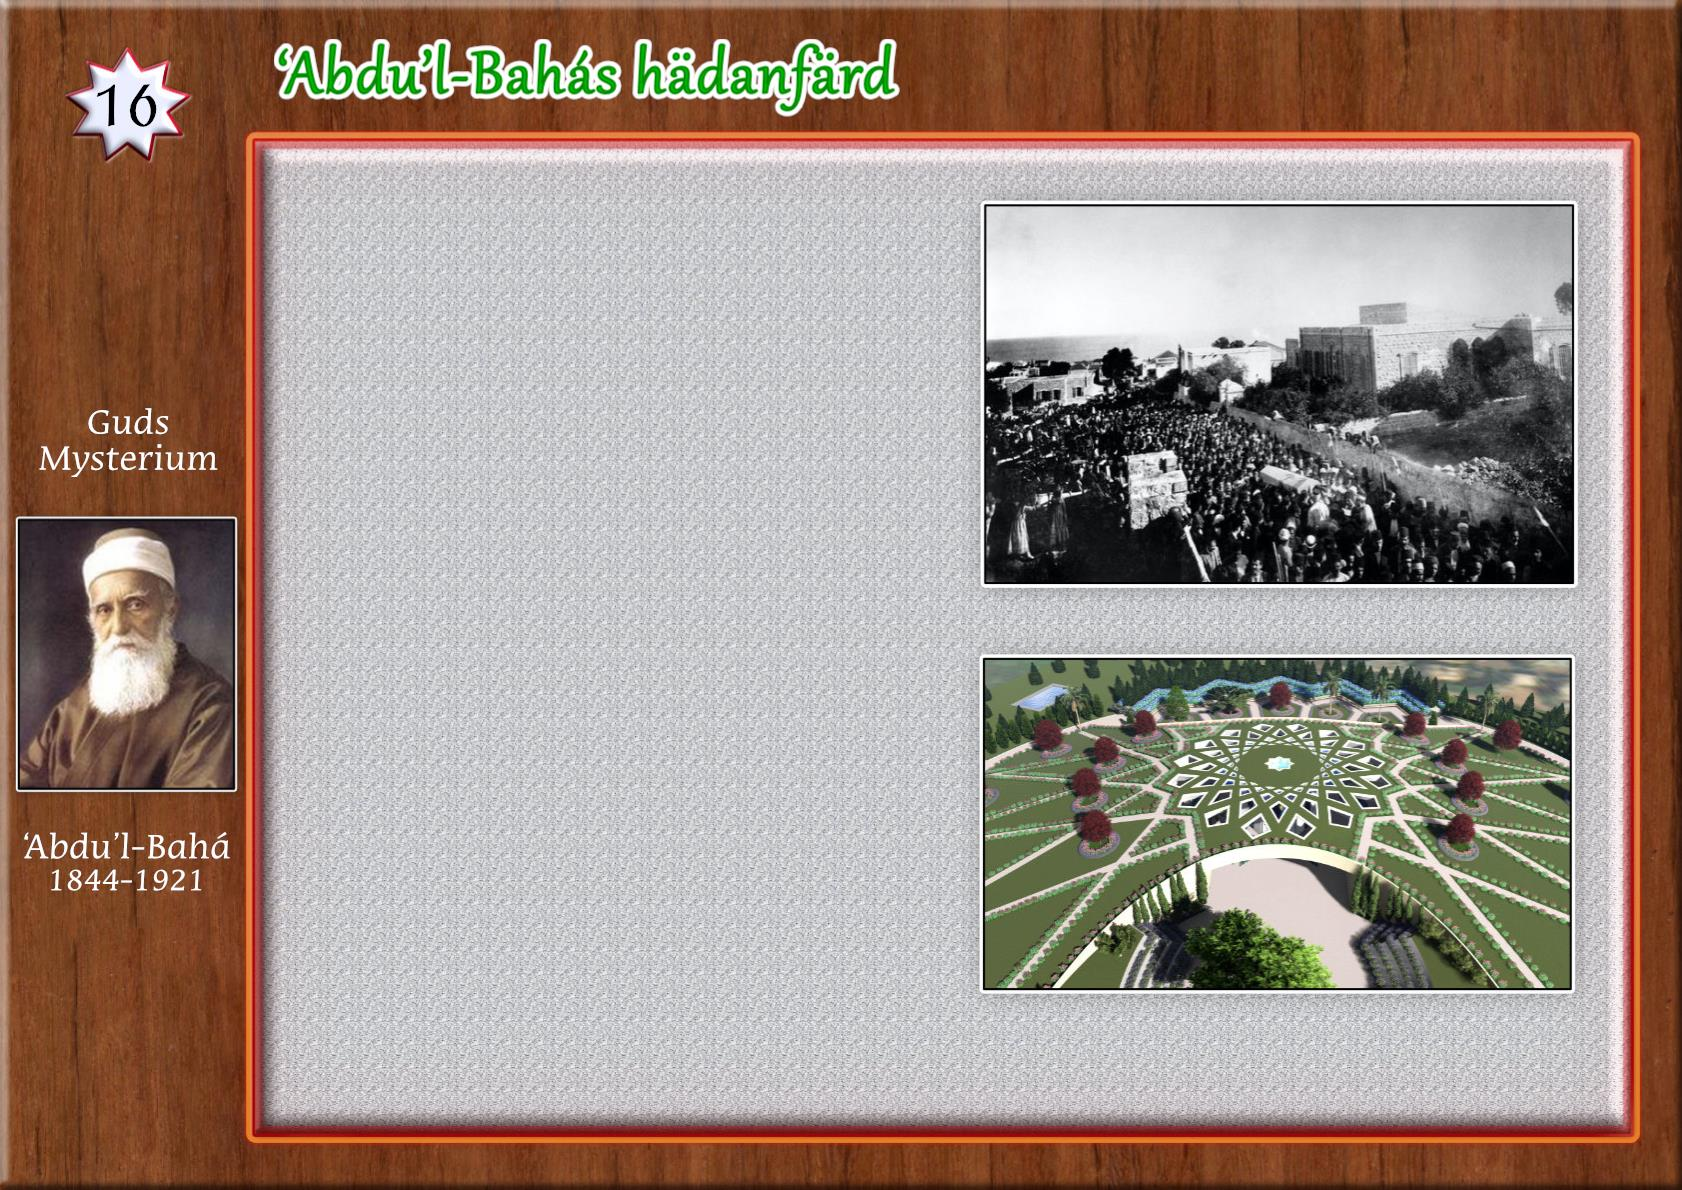 16
‘Abdu’l-Bahás hädanfärd
Guds
Mysterium
‘Abdu’l-Bahá
1844-1921